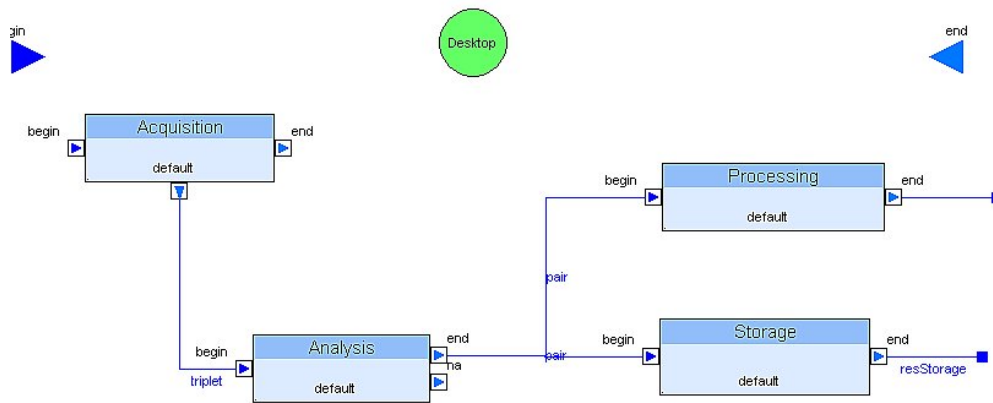 gin
Desktop
end
begin
Acquisition
end
default
begin
Processing
end
default
pair
begin
Analysis
end
na
default
triplet
pair
begin
Storage
end
default
resStorage